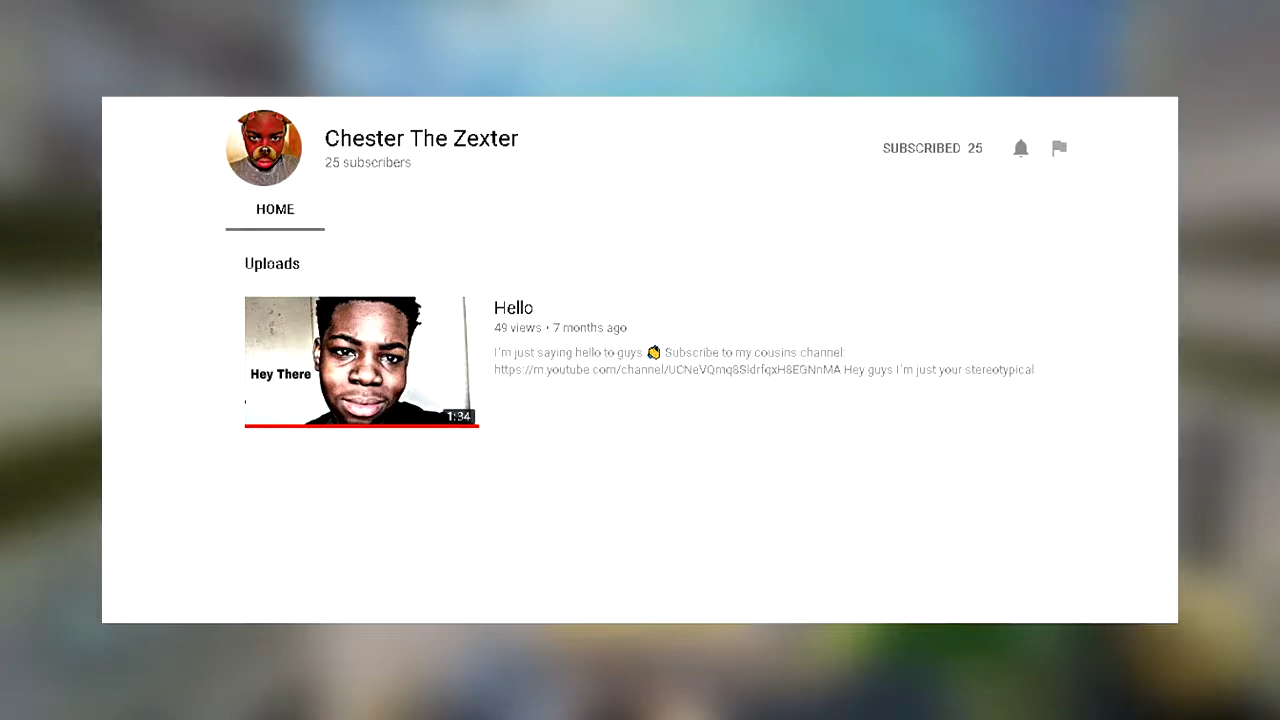 Chester The Zexter
25 subscribers
SUBSCRIBED 25
HOME
Uploads
Hey There
1:34
Hello
49 views • 7 months ago
I'm just saying hello to guys 👋 Subscribe to my cousins channel:
https://m.youtube.com/channel/UCNeVQmq8SldrfqxH8EGNnMA Hey guys I'm just your stereotypical